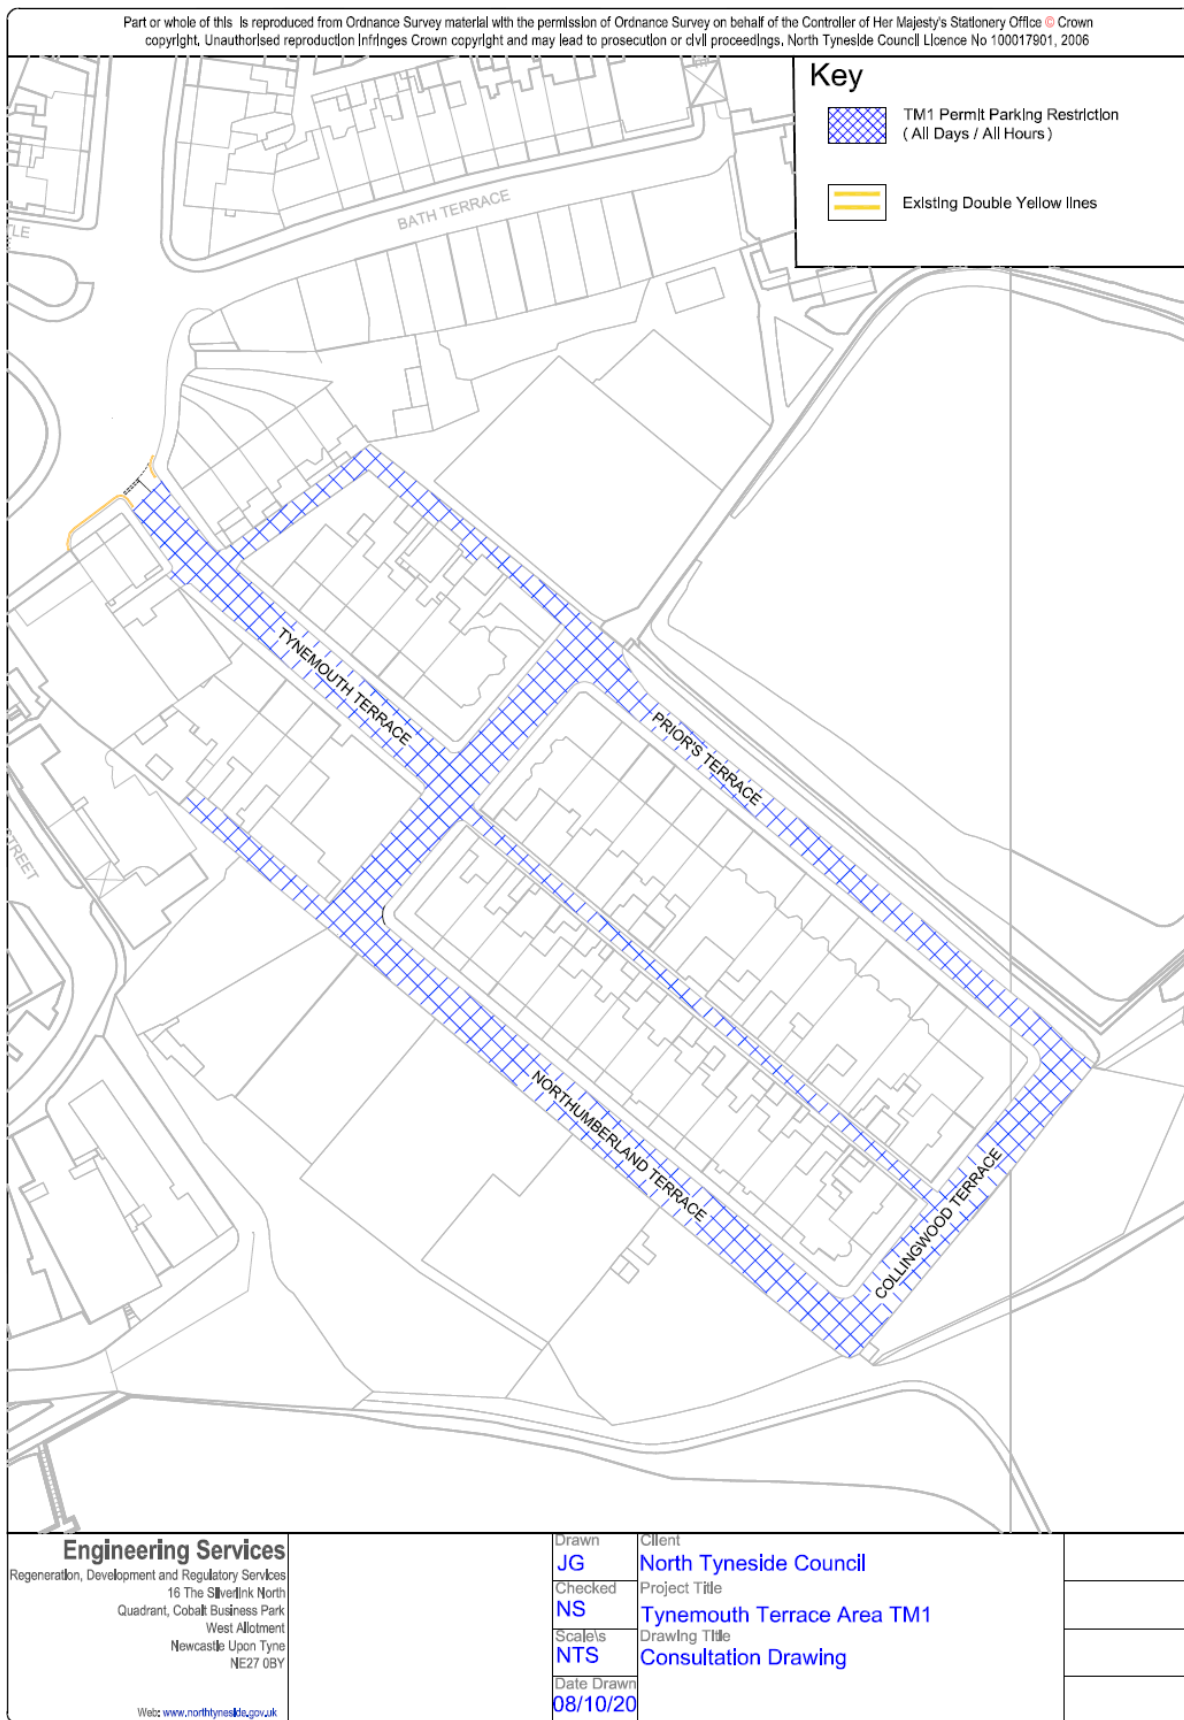 Part or whole of this is reproduced from Ordnance Survey material with the permission of Ordnance Survey on behalf of the Controller of Her Majesty's Stationery Office © Crown
copyright. Unauthorised reproduction infringes Crown copyright and may lead to prosecution or civil proceedings. North Tyneside Council Licence No 100017901, 2006
Key
TM1 Permit Parking Restriction
( All Days / All Hours )
Existing Double Yellow lines
BATH TERRACE
TYNEMOUTH TERRACE
PRIOR'S TERRACE
NORTHUMBERLAND TERRACE
COLLINGWOOD TERRACE
Engineering Services
Regeneration, Development and Regulatory Services
16 The Silverlink North
Quadrant, Cobalt Business Park
West Allotment
Newcastle Upon Tyne
NE27 0BY
Web: www.northtyneside.gov.uk
Drawn
JG
Checked
NS
Scale\s
NTS
Date Drawn
08/10/20
Client
North Tyneside Council
Project Title
Tynemouth Terrace Area TM1
Drawing Title
Consultation Drawing